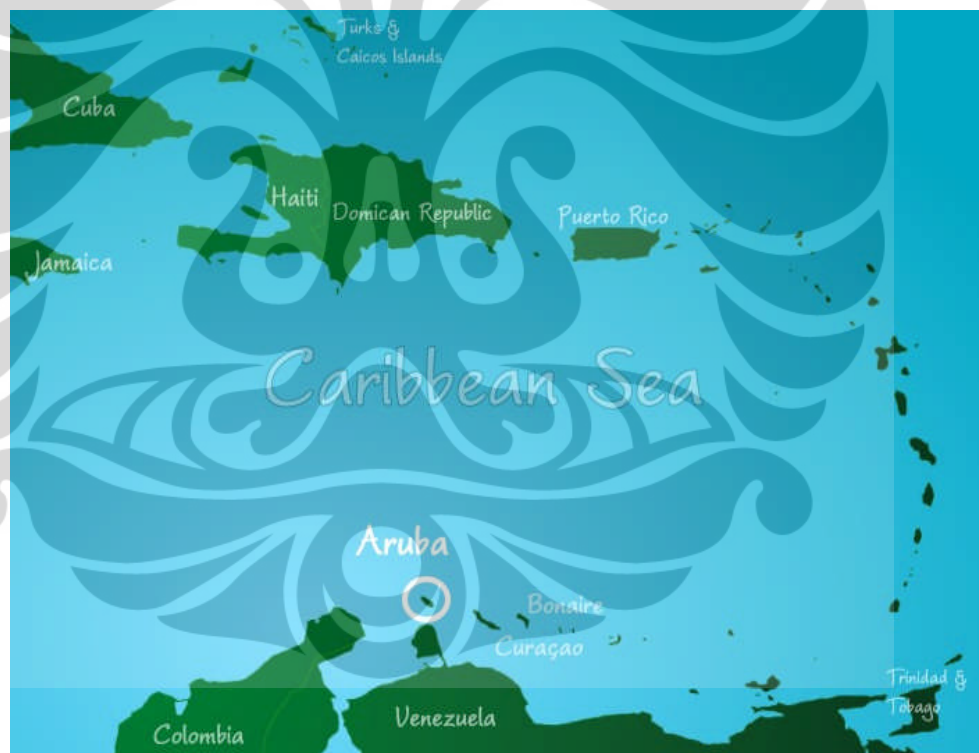 Turks &
Caicos Islands
Cuba
Haiti
Domican Republic
Puerto Rico
Jamaica
Caribbean Sea
Aruba
Bonaire
Curaçao
Trinidad &
Tobago
Venezuela
Colombia